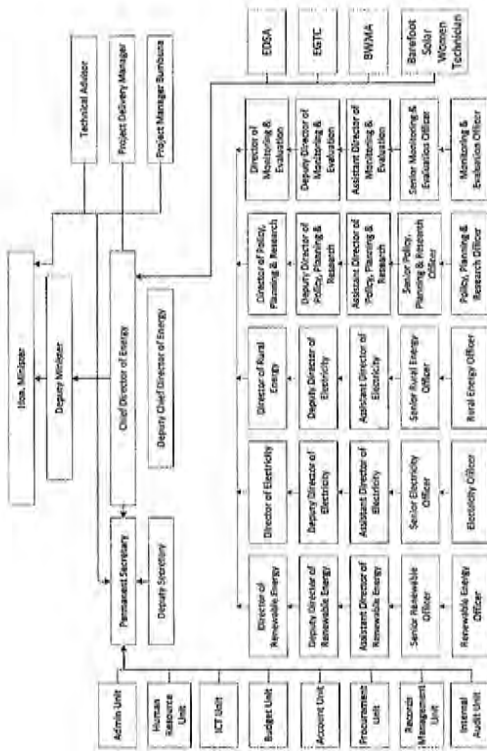 Hon. Minister
Deputy Minister
Technical Advisor
Project Delivery Manager
Project Manager Bumbuna
Permanent Secretary
Chief Director of Energy
Deputy Secretary
Deputy Chief Director of Energy
Admin Unit
Human
Resource
Unit
ICT Unit
Budget Unit
Account Unit
Procurement
Unit
Records
Management
Unit
Internal
Audit Unit
Director of
Renewable Energy
Director of Electricity
Director of Rural
Energy
Director of Policy,
Planning & Research
Director of
Monitoring &
Evaluation
EDSA
Deputy Director of
Renewable Energy
Deputy Director of
Electricity
Deputy Director of
Electricity
Deputy Director of
Policy, Planning &
Research
Deputy Director of
Monitoring &
Evaluation
EGTC
Assistant Director of
Renewable Energy
Assistant Director of
Electricity
Assistant Director of
Electricity
Assistant Director of
Policy, Planning &
Research
Assistant Director of
Monitoring &
Evaluation
BWMA
Senior Renewable
Officer
Senior Electricity
Officer
Senior Rural Energy
Officer
Senior Policy,
Planning & Research
Officer
Senior Monitoring &
Evaluation Officer
Barefoot
Solar
Women
Technician
Renewable Energy
Officer
Electricity Officer
Rural Energy Officer
Policy, Planning &
Research Officer
Monitoring &
Evaluation Officer